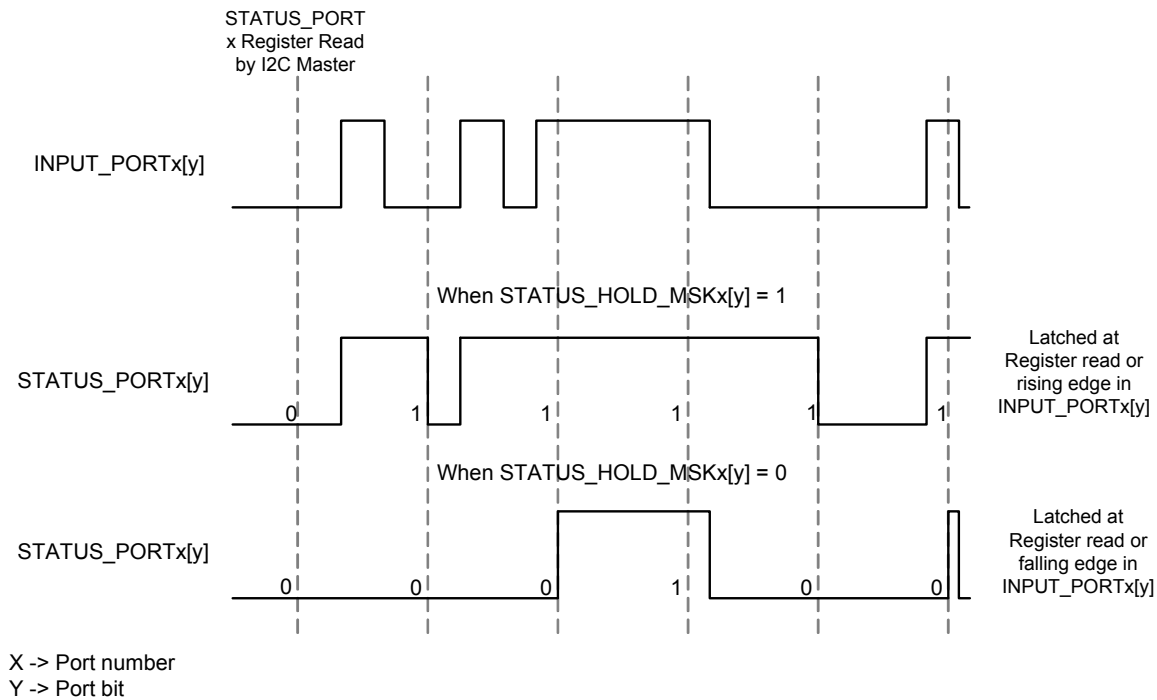 STATUS_PORT
x Register Read
by I2C Master
INPUT_PORTx[y]
When STATUS_HOLD_MSKx[y] = 1
STATUS_PORTx[y]
0 1 1 1 1 1
Latched at
Register read or
rising edge in
INPUT_PORTx[y]
When STATUS_HOLD_MSKx[y] = 0
STATUS_PORTx[y]
0 0 0 1 0 0
Latched at
Register read or
falling edge in
INPUT_PORTx[y]
X -> Port number
Y -> Port bit